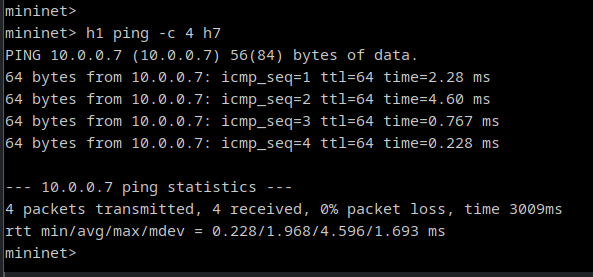 mininet>
mininet> h1 ping -c 4 h7
PING 10.0.0.7 (10.0.0.7) 56(84) bytes of data.
64 bytes from 10.0.0.7: icmp_seq=1 ttl=64 time=2.28 ms
64 bytes from 10.0.0.7: icmp_seq=2 ttl=64 time=4.60 ms
64 bytes from 10.0.0.7: icmp_seq=3 ttl=64 time=0.767 ms
64 bytes from 10.0.0.7: icmp_seq=4 ttl=64 time=0.228 ms

--- 10.0.0.7 ping statistics ---
4 packets transmitted, 4 received, 0% packet loss, time 3009ms
rtt min/avg/max/mdev = 0.228/1.968/4.596/1.693 ms
mininet>